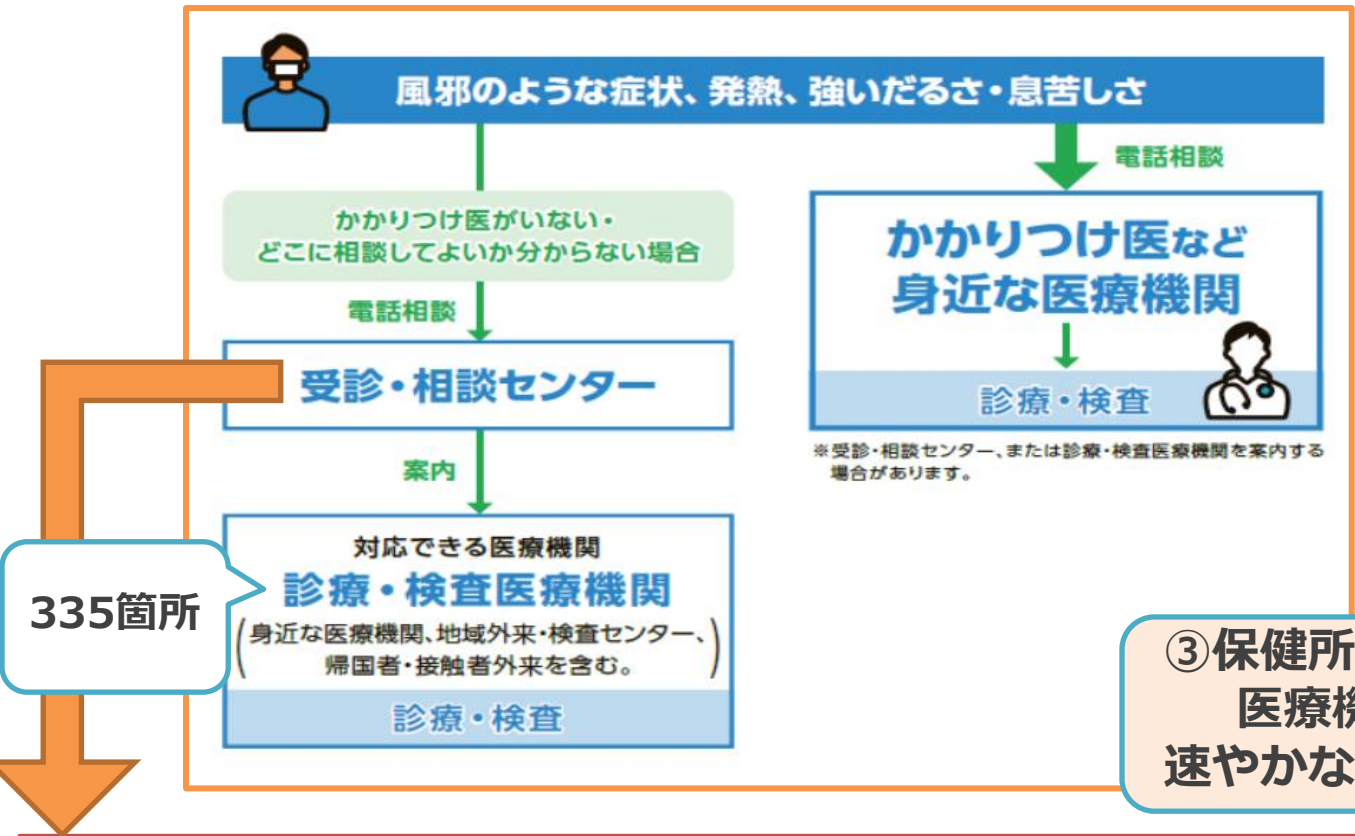 風邪のような症状、発熱、強いだるさ・息苦しさ
かかりつけ医がいない・
どこに相談してよいか分からない場合
電話相談
受診・相談センター
案内
対応できる医療機関
診療・検査医療機関
(身近な医療機関、地域外来・検査センター、
帰国者・接触者外来を含む。)
診療・検査
335箇所
電話相談
かかりつけ医など
身近な医療機関
診療・検査
※受診・相談センター、または診療・検査医療機関を案内する
場合があります。
③保健所
医療機
速やかな